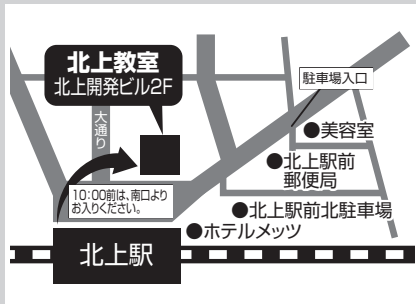 北上教室
北上開発ビル2F
駐車場入口
大通り
●美容室
●北上駅前
郵便局
10:00前は、南口より
お入りください。
●北上駅前北駐車場
●ホテルメッツ
北上駅